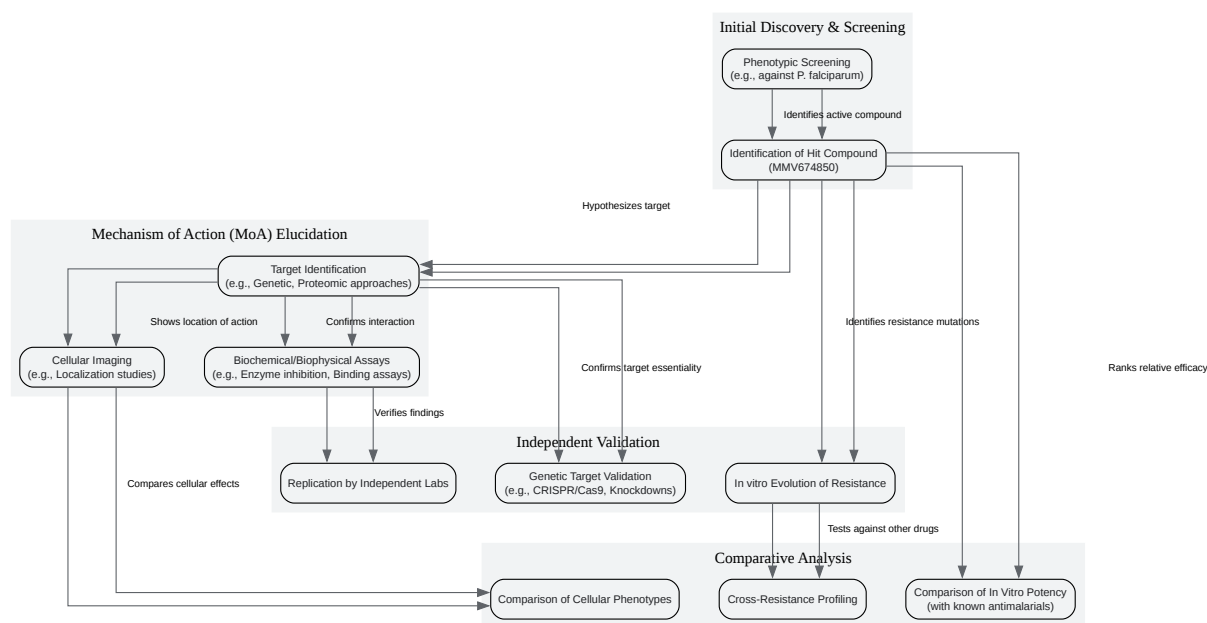 Initial Discovery & Screening
Phenotypic Screening
(e.g., against P. falciparum)
Identifies active compound
Identification of Hit Compound
(MMV674850)
Hypothesizes target
Mechanism of Action (MoA) Elucidation
Target Identification
(e.g., Genetic, Proteomic approaches)
Shows location of action
Confirms interaction
Identifies resistance mutations
Cellular Imaging
(e.g., Localization studies)
Biochemical/Biophysical Assays
(e.g., Enzyme inhibition, Binding assays)
Confirms target essentiality
Ranks relative efficacy
Verifies findings
Independent Validation
Replication by Independent Labs
Genetic Target Validation
(e.g., CRISPR/Cas9, Knockdowns)
In vitro Evolution of Resistance
Compares cellular effects
Tests against other drugs
Comparative Analysis
Comparison of Cellular Phenotypes
Cross-Resistance Profiling
Comparison of In Vitro Potency
(with known antimalarials)